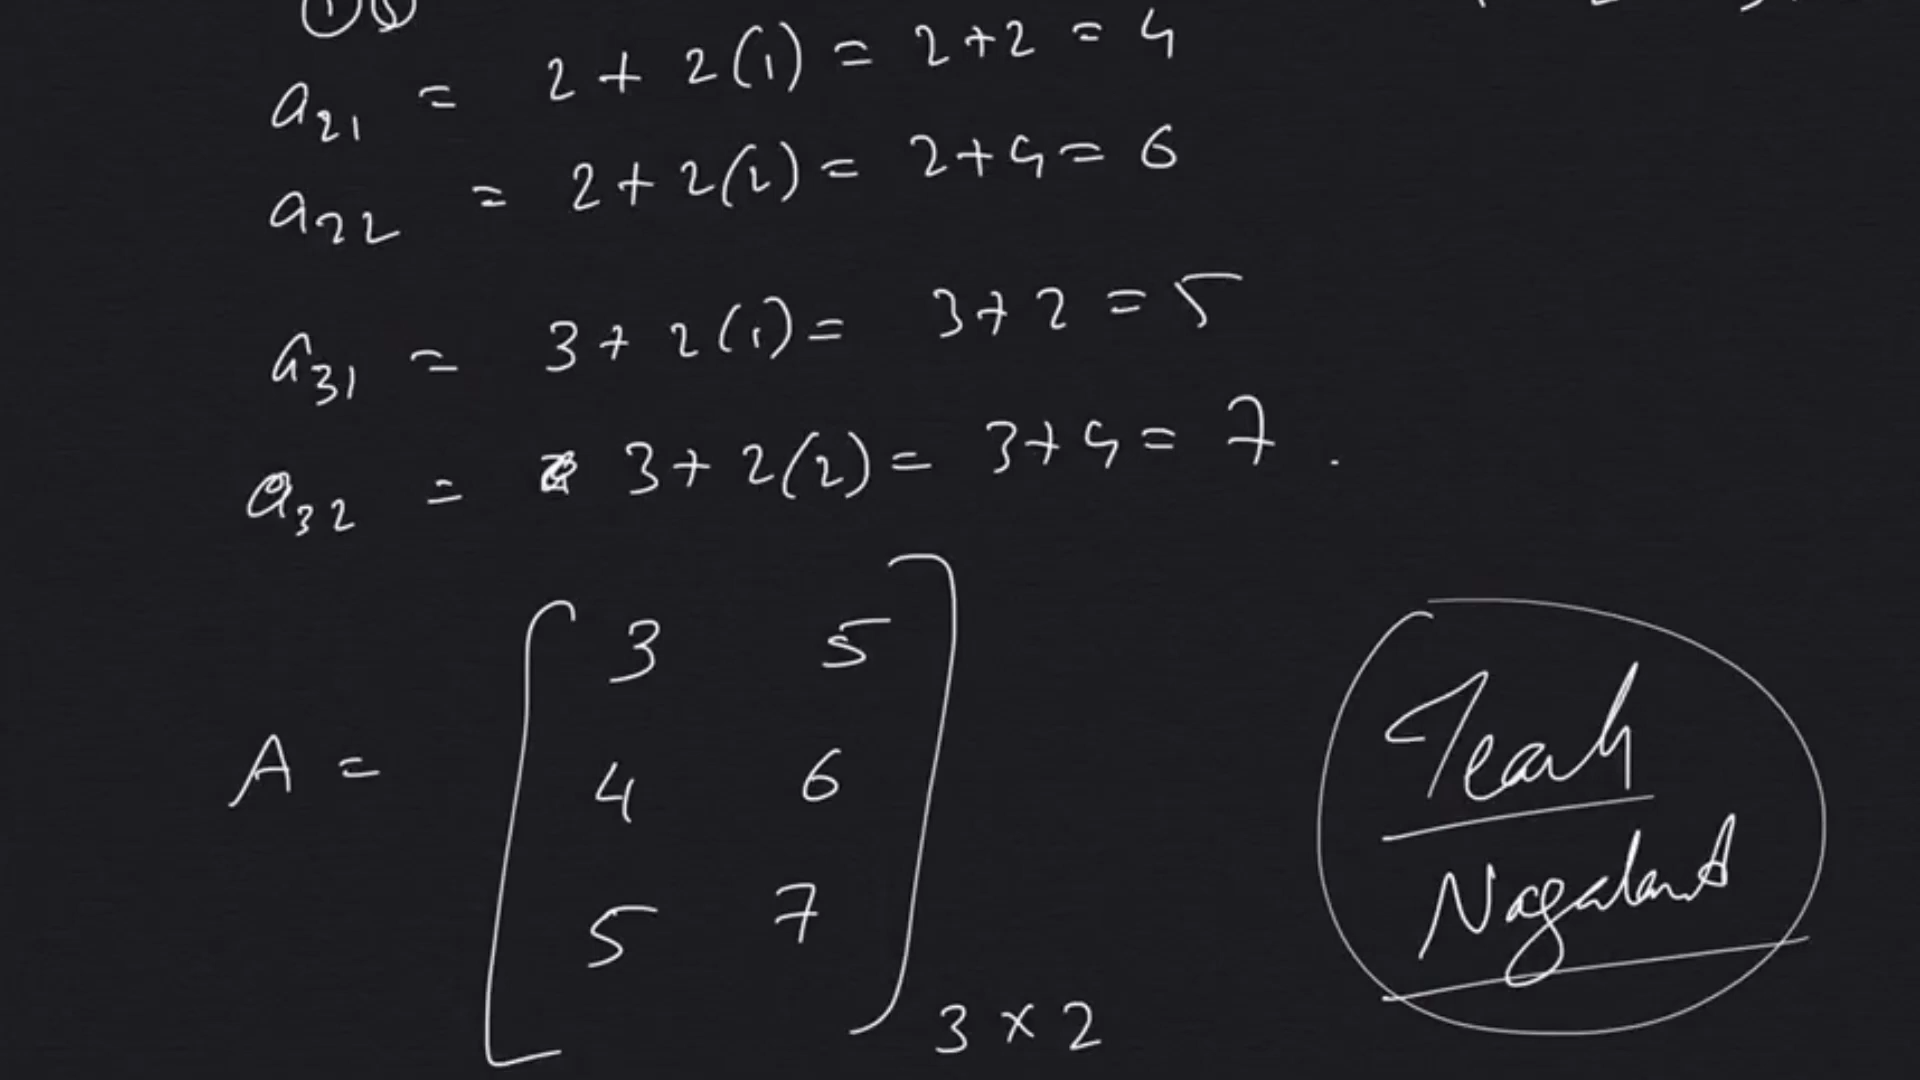 a21 = 2 + 2(1) = 2+2 = 4
a22 = 2+2(2) = 2+4= 6
a31 = 3+ 2(1)= 3+2 = 5
a32 = 3+2(2)= 3+4= 7.
A = [3 5
4 6
5 7] 3 x 2
Teach
Nagaland